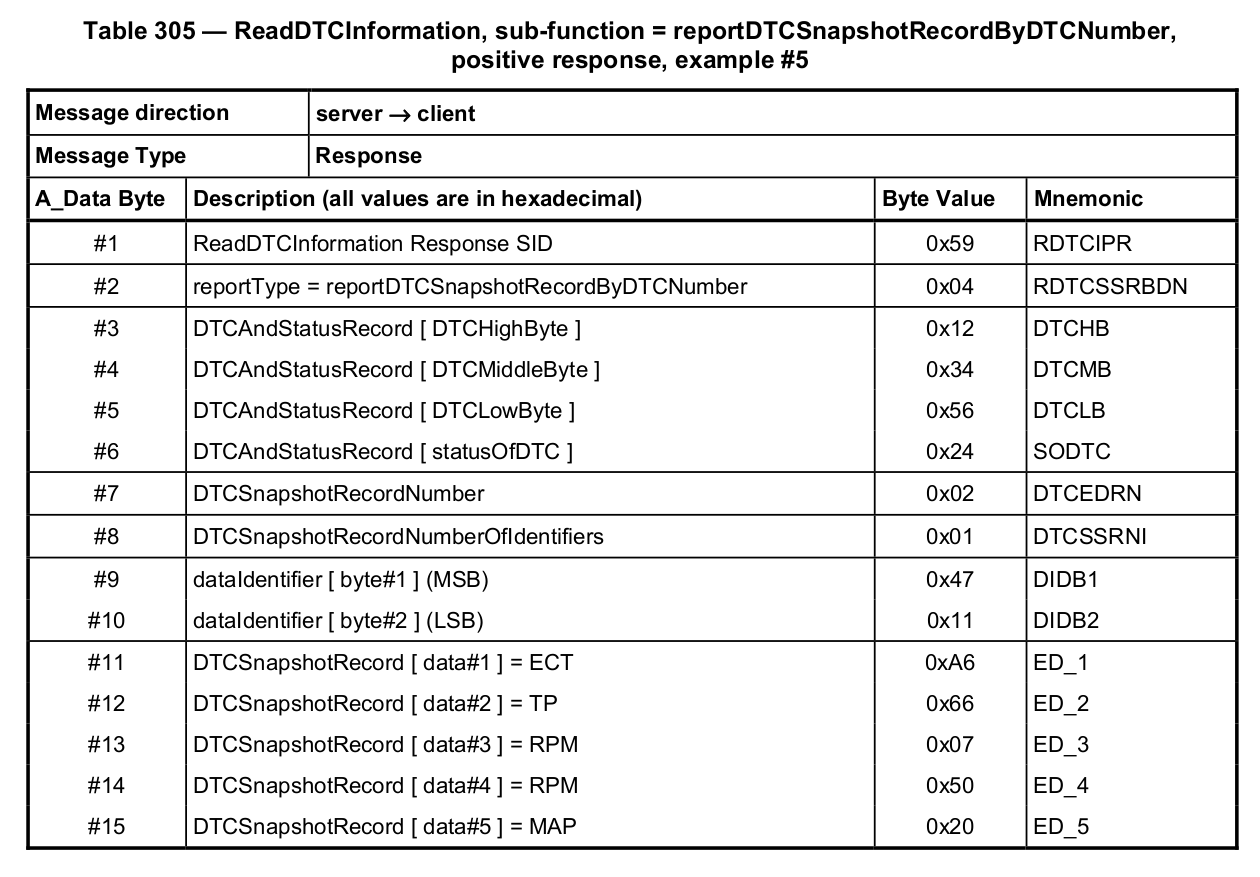 Table 305 — ReadDTCInformation, sub-function = reportDTCSnapshotRecordByDTCNumber,
positive response, example #5
Message direction server → client
Message Type Response
A_Data Byte Description (all values are in hexadecimal) Byte Value Mnemonic
#1 ReadDTCInformation Response SID 0x59 RDTCIPR
#2 reportType = reportDTCSnapshotRecordByDTCNumber 0x04 RDTCSSRBDN
#3 DTCAndStatusRecord [ DTCHighByte ] 0x12 DTCHB
#4 DTCAndStatusRecord [ DTCMiddleByte ] 0x34 DTCMB
#5 DTCAndStatusRecord [ DTCLowByte ] 0x56 DTCLB
#6 DTCAndStatusRecord [ statusOfDTC ] 0x24 SODTC
#7 DTCSnapshotRecordNumber 0x02 DTCEDRN
#8 DTCSnapshotRecordNumberOfIdentifiers 0x01 DTCSSRNI
#9 dataIdentifier [ byte#1 ] (MSB) 0x47 DIDB1
#10 dataIdentifier [ byte#2 ] (LSB) 0x11 DIDB2
#11 DTCSnapshotRecord [ data#1 ] = ECT 0xA6 ED_1
#12 DTCSnapshotRecord [ data#2 ] = TP 0x66 ED_2
#13 DTCSnapshotRecord [ data#3 ] = RPM 0x07 ED_3
#14 DTCSnapshotRecord [ data#4 ] = RPM 0x50 ED_4
#15 DTCSnapshotRecord [ data#5 ] = MAP 0x20 ED_5